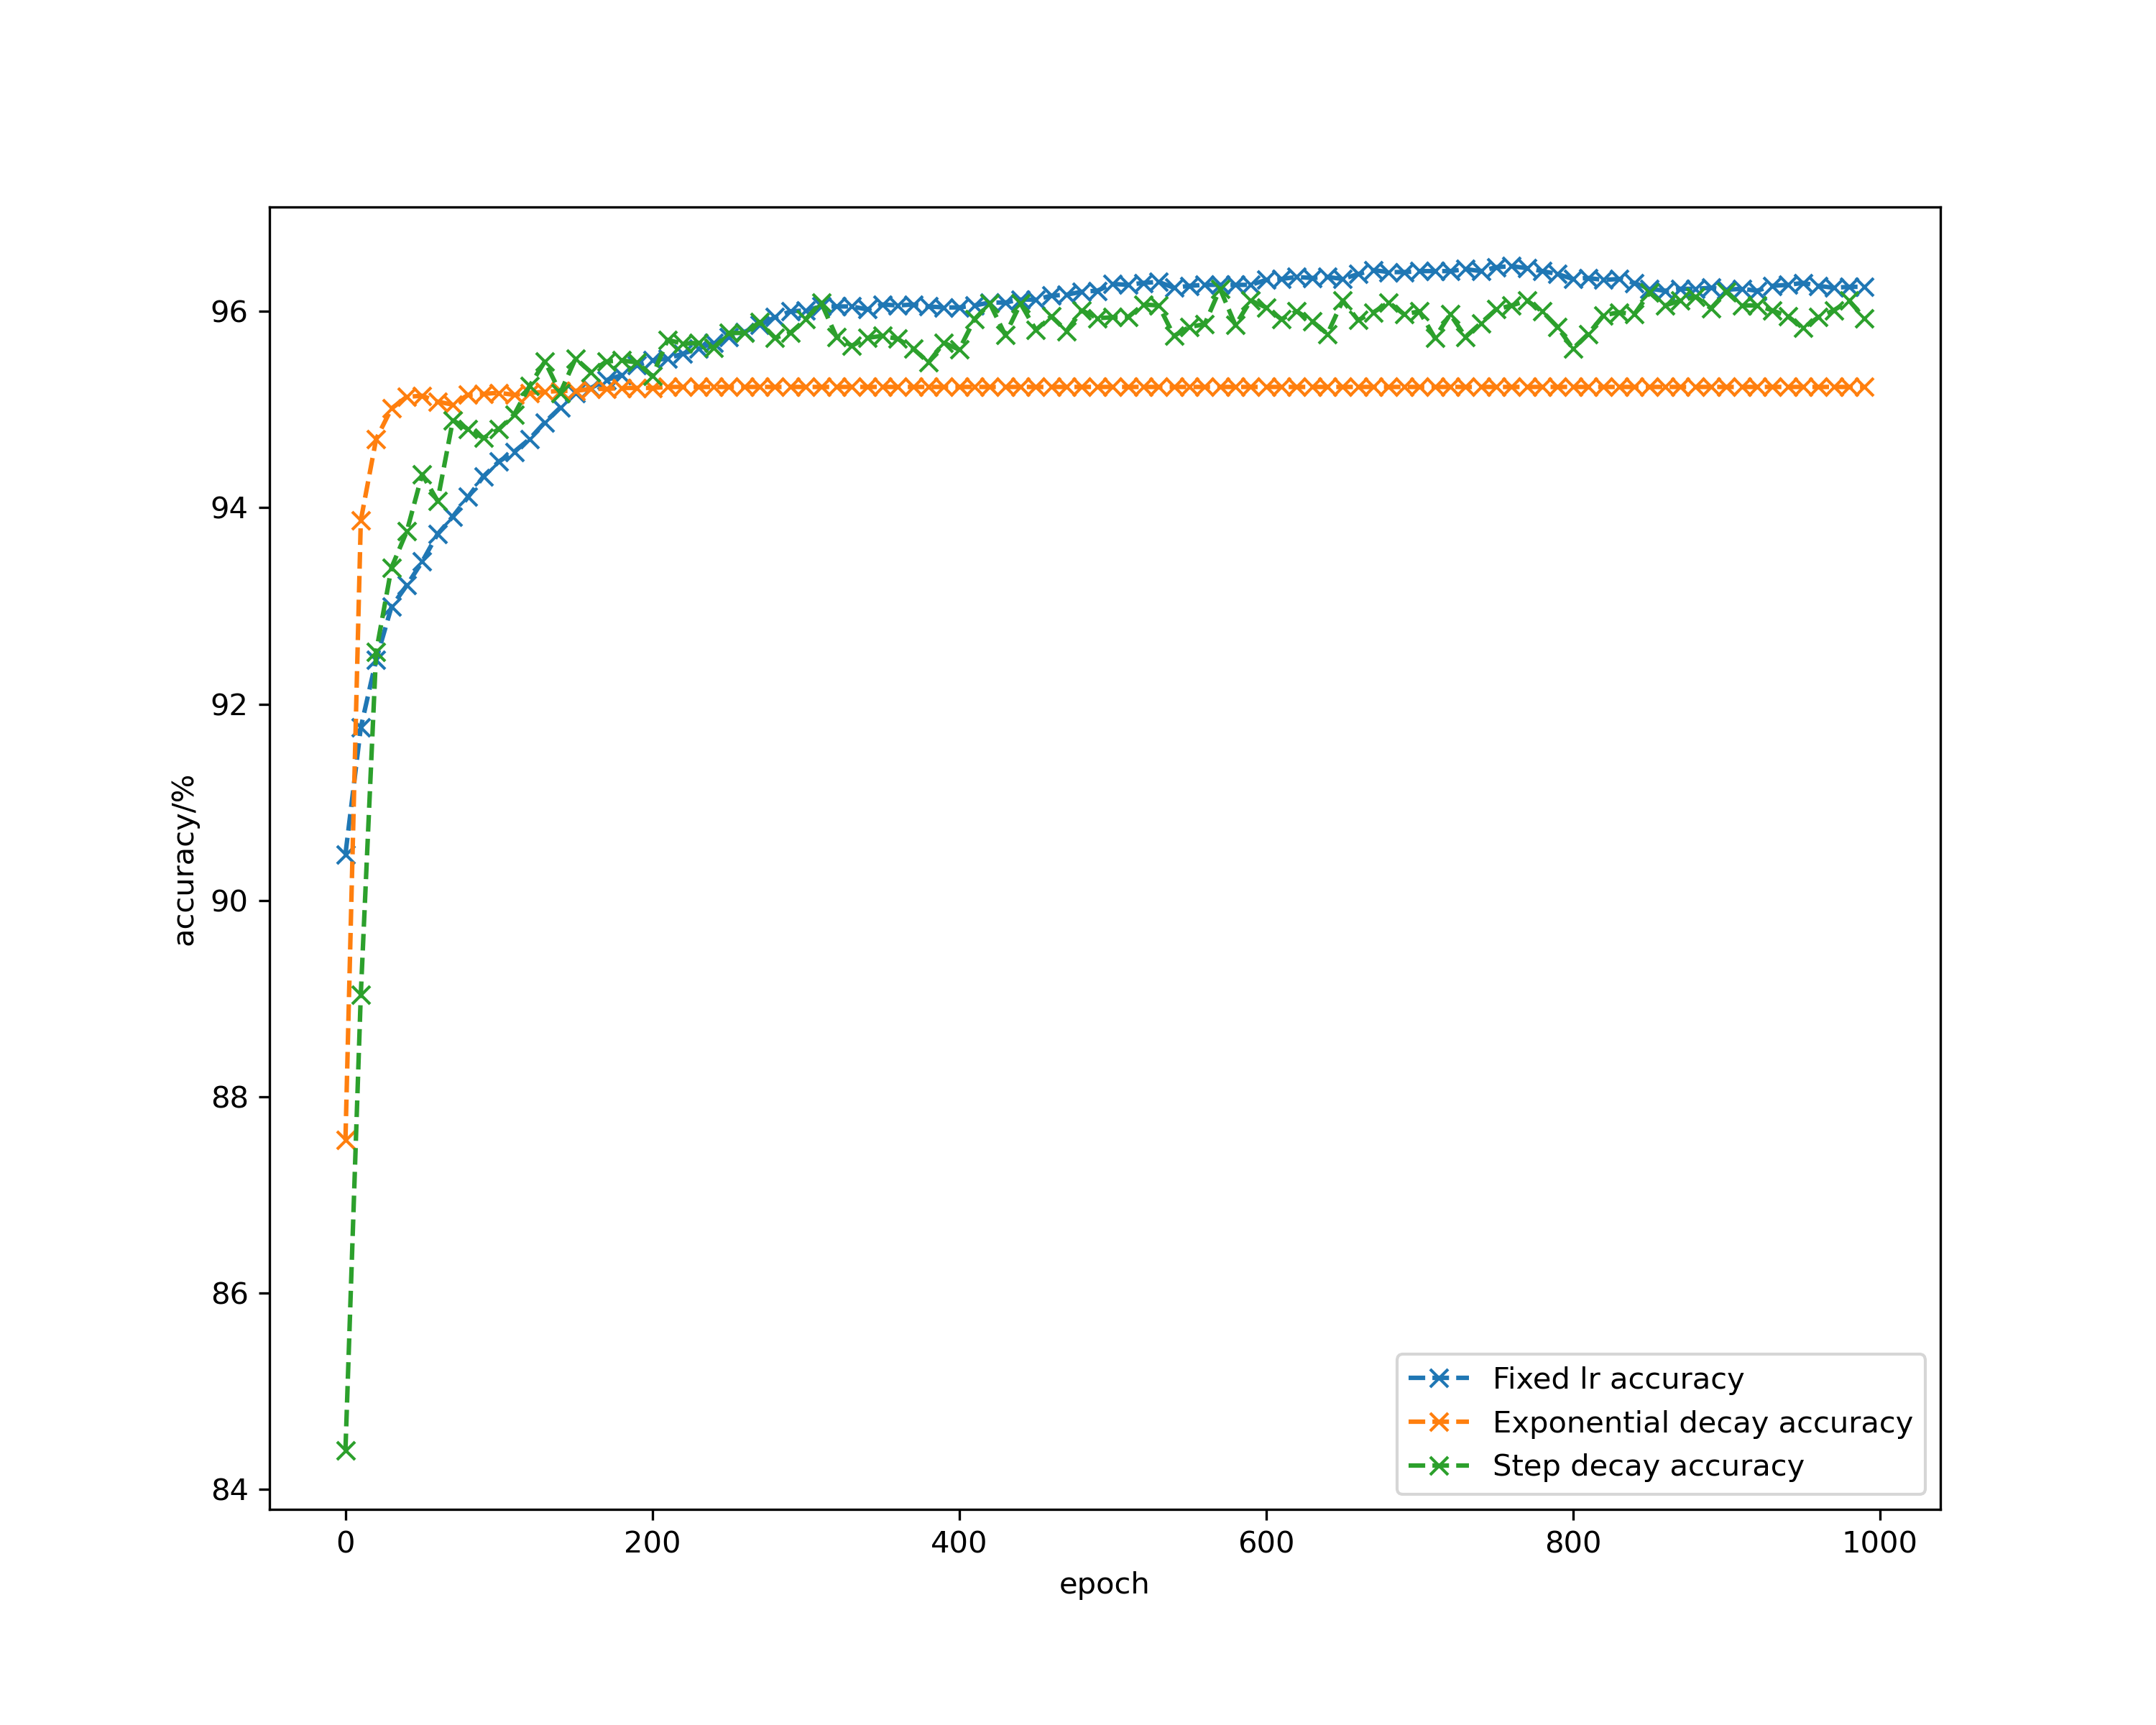 96
94
92
90
88
86
84
accuracy/%
0 200 400 600 800 1000
epoch
Fixed lr accuracy
Exponential decay accuracy
Step decay accuracy